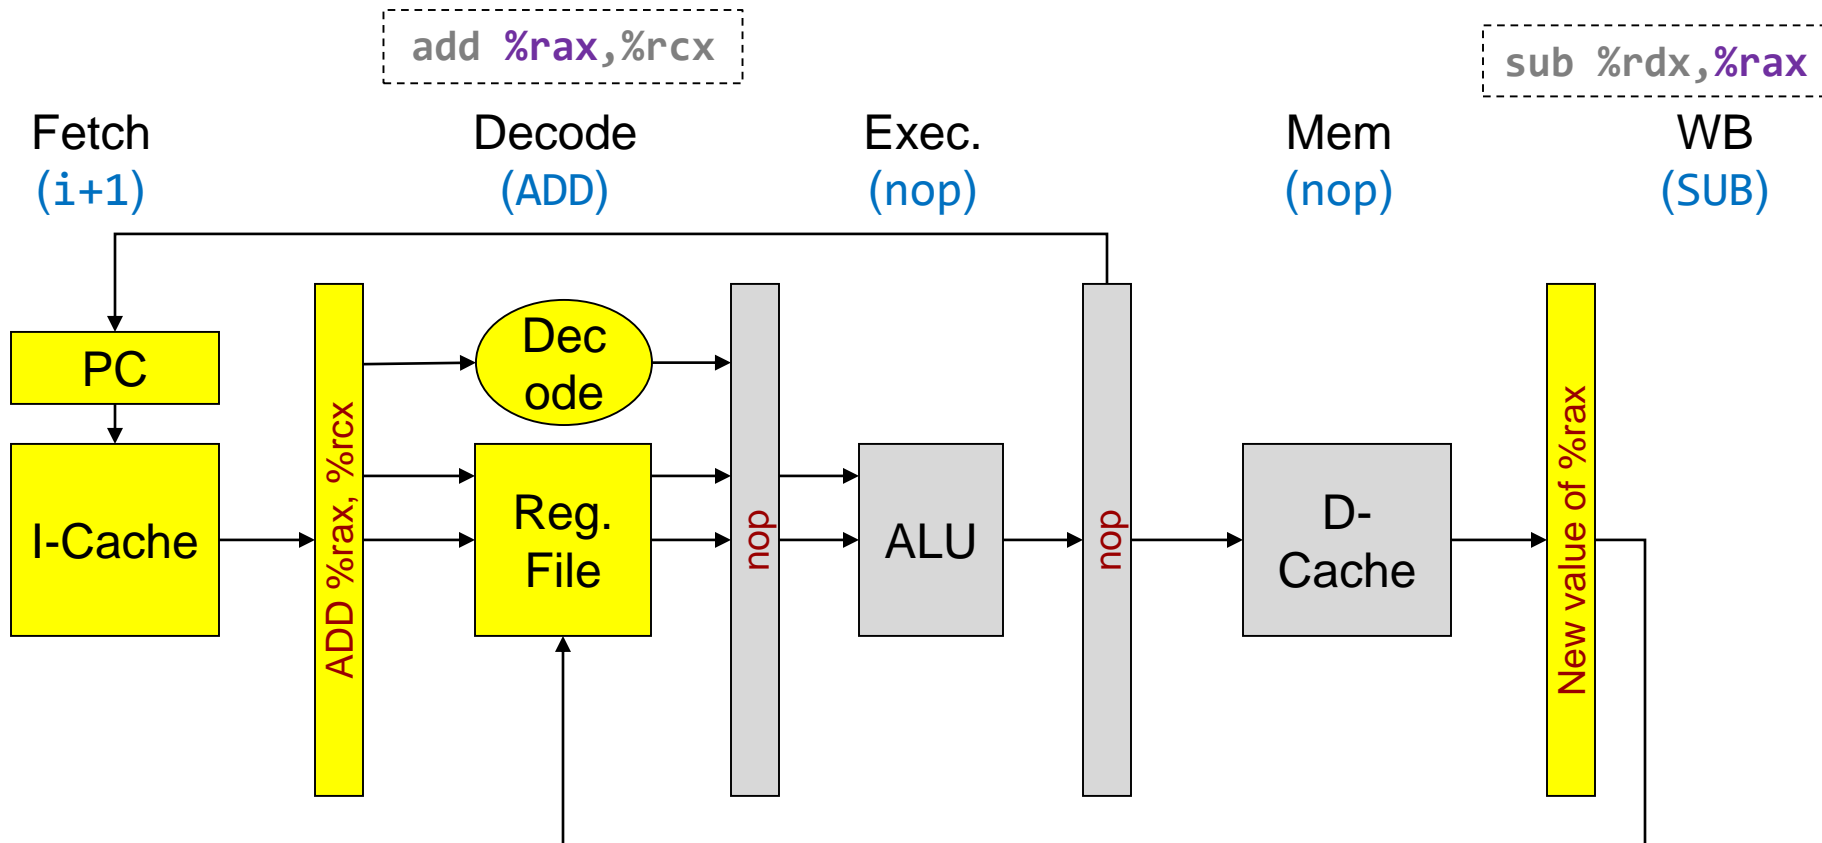 add %rax,%rcx
sub %rdx,%rax
Fetch
(i+1)
Decode
(ADD)
Exec.
(nop)
Mem
(nop)
WB
(SUB)
PC
I-Cache
ADD %rax, %rcx
Dec
ode
Reg.
File
nop
ALU
nop
D-
Cache
New value of %rax